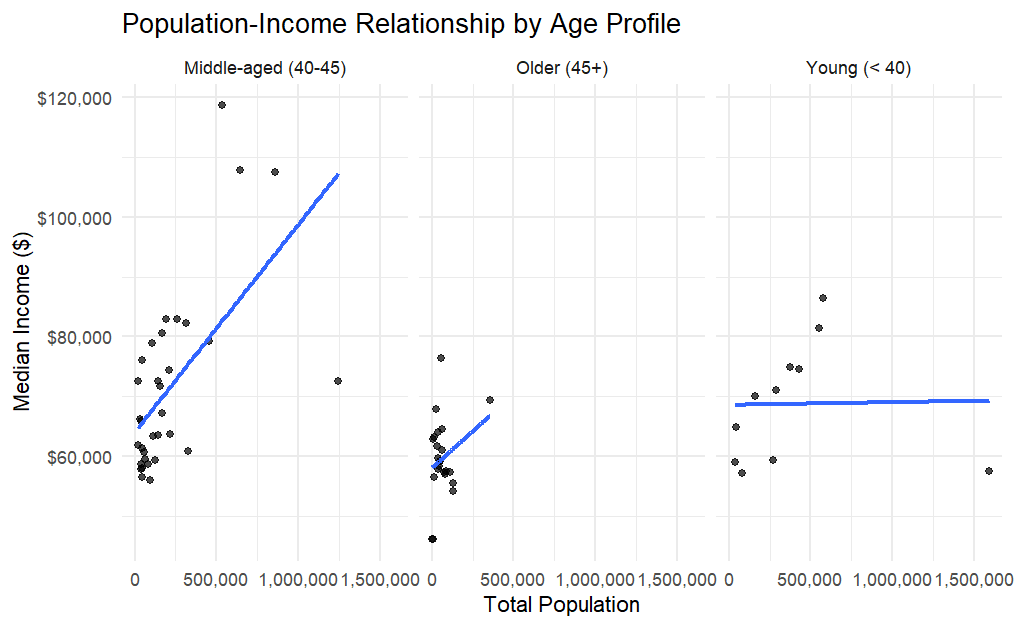 Population-Income Relationship by Age Profile
Middle-aged (40-45) Older (45+) Young (< 40)
$120,000
$100,000
$80,000
$60,000
Median Income ($)
0 500,000 1,000,000 1,500,000 0 500,000 1,000,000 1,500,000 0 500,000 1,000,000 1,500,000
Total Population